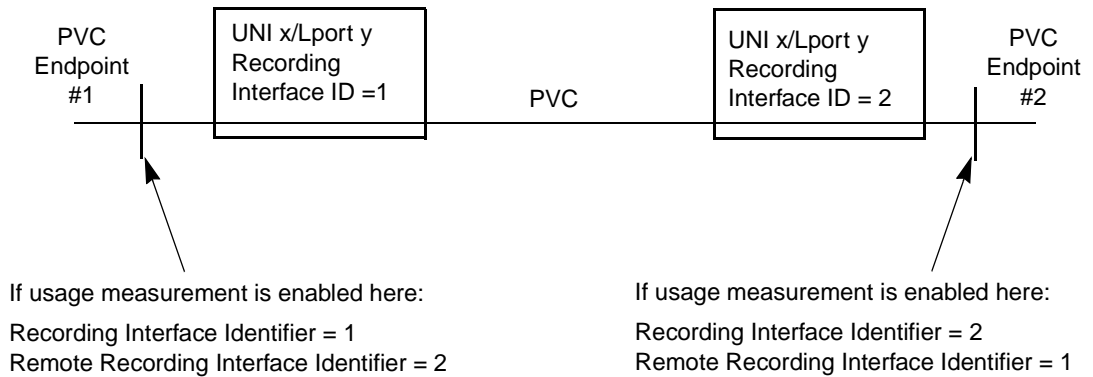 PVC
Endpoint
#1
UNI x/Lport y
Recording
Interface ID =1
PVC
UNI x/Lport y
Recording
Interface ID = 2
PVC
Endpoint
#2
If usage measurement is enabled here:
Recording Interface Identifier = 1
Remote Recording Interface Identifier = 2
If usage measurement is enabled here:
Recording Interface Identifier = 2
Remote Recording Interface Identifier = 1